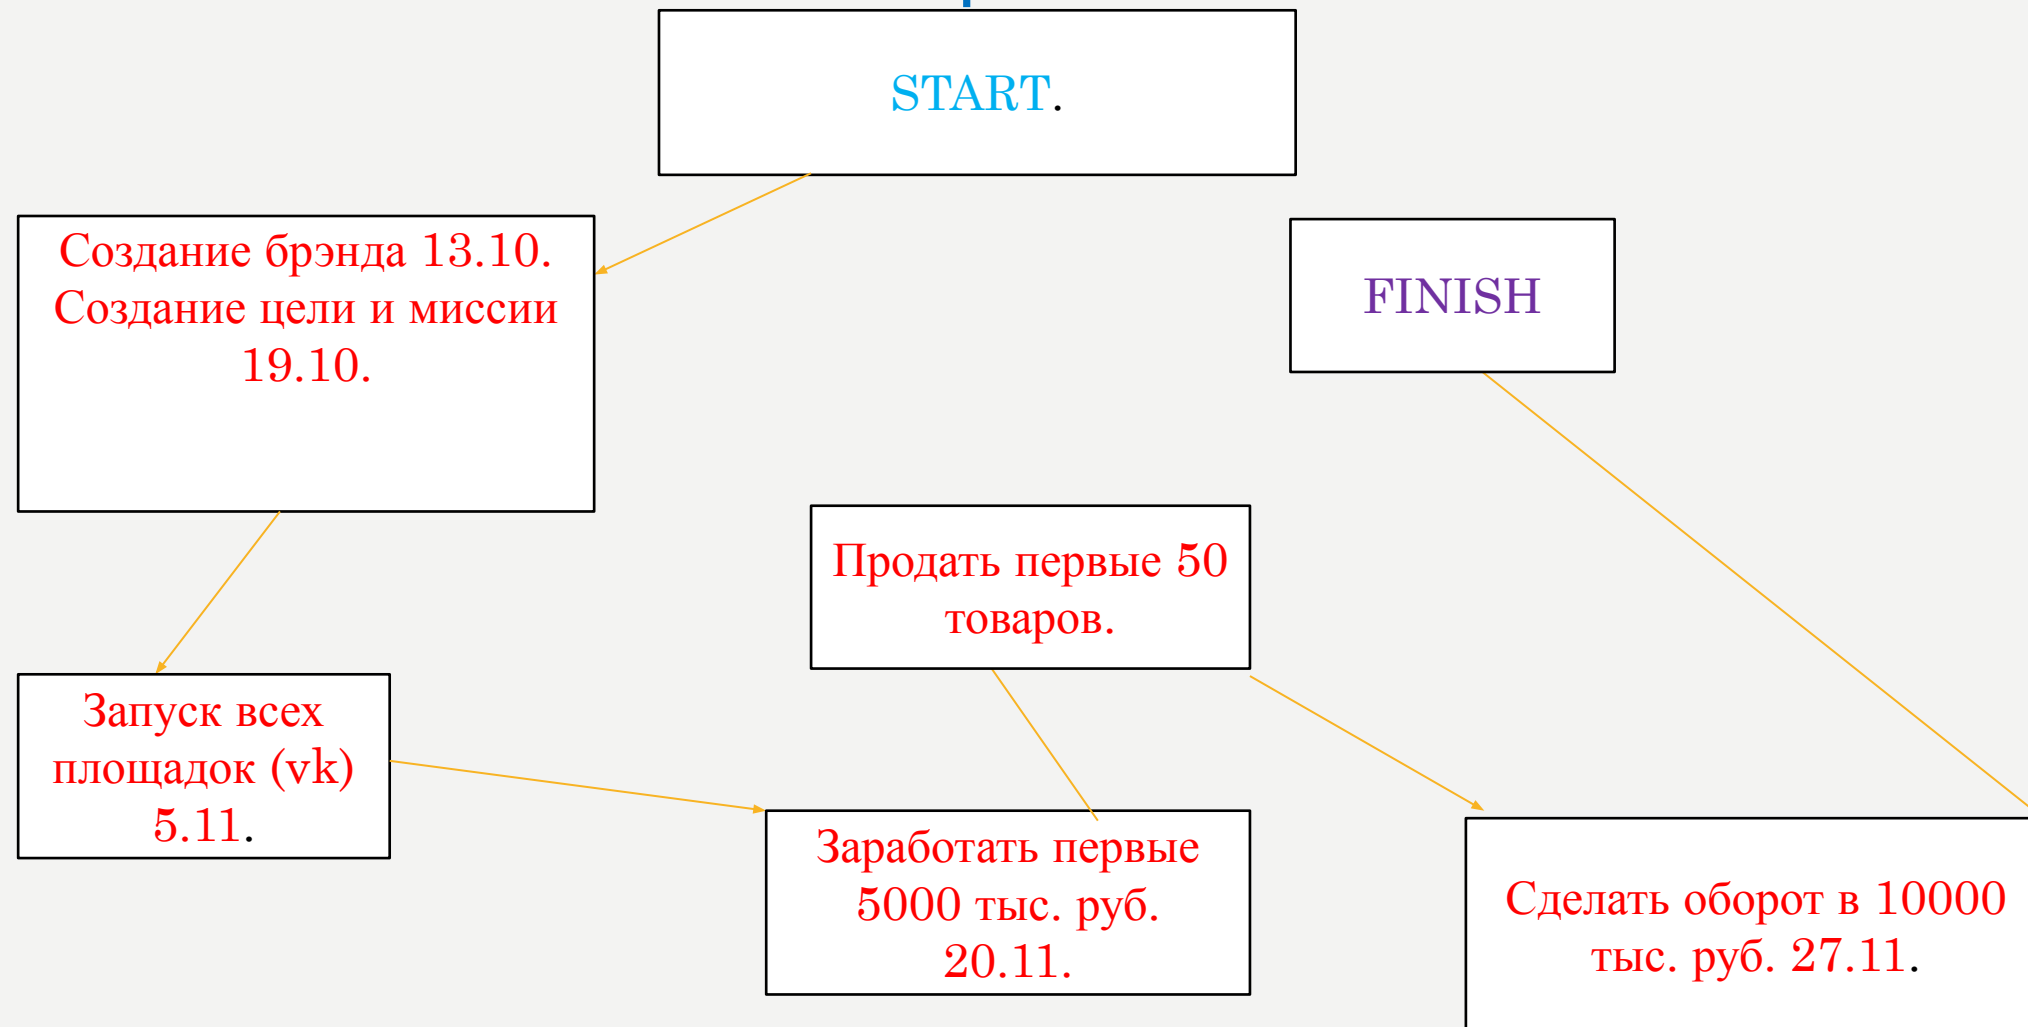 START.
Создание брэнда 13.10.
Создание цели и миссии
19.10.
FINISH
Продать первые 50
товаров.
Запуск всех
площадок (vk)
5.11.
Заработать первые
5000 тыс. руб.
20.11.
Сделать оборот в 10000
тыс. руб. 27.11.